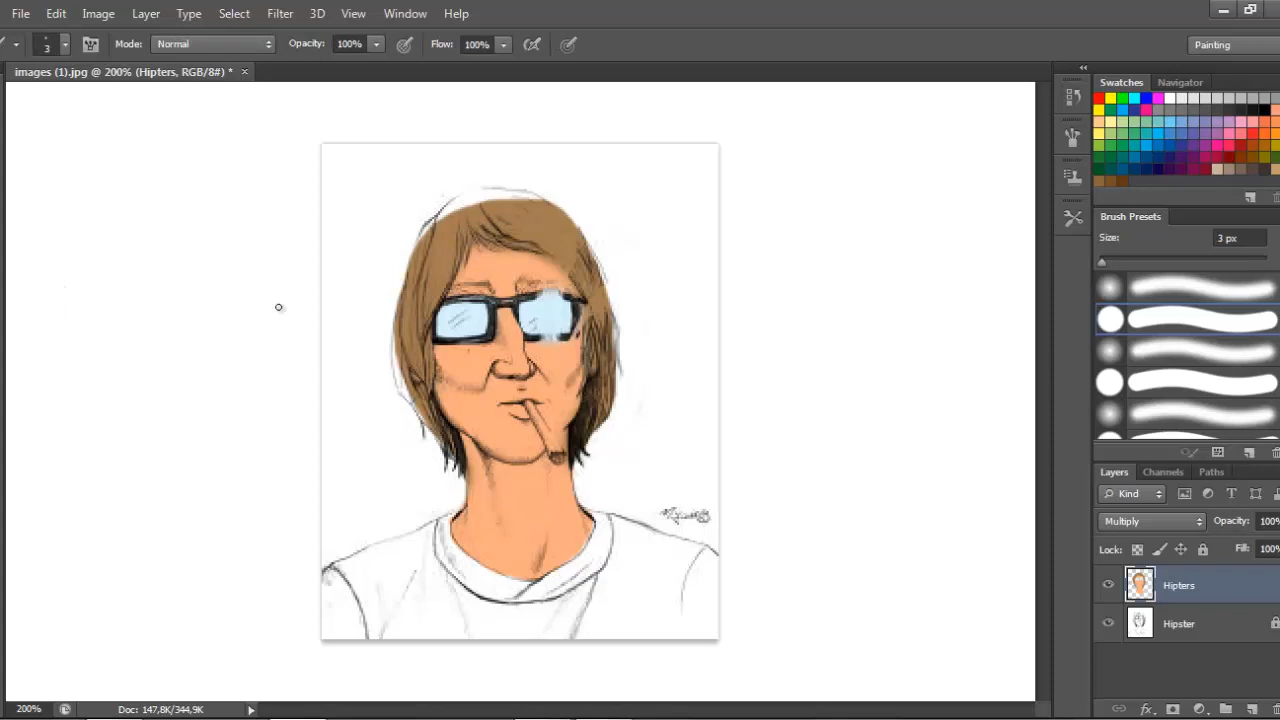 File Edit Image Layer Type Select Filter 3D View Window Help
3 Mode: Normal Opacity: 100% Flow: 100% Painting
images (1).jpg @ 200% (Hipters, RGB/8#) * ×
Swatches Navigator
Brush Presets
Size: 3 px
Layers Channels Paths
Kind
Multiply Opacity: 100%
Lock: Fill: 100%
Hipters
Hipster
200% Doc: 147,8K/344,9K